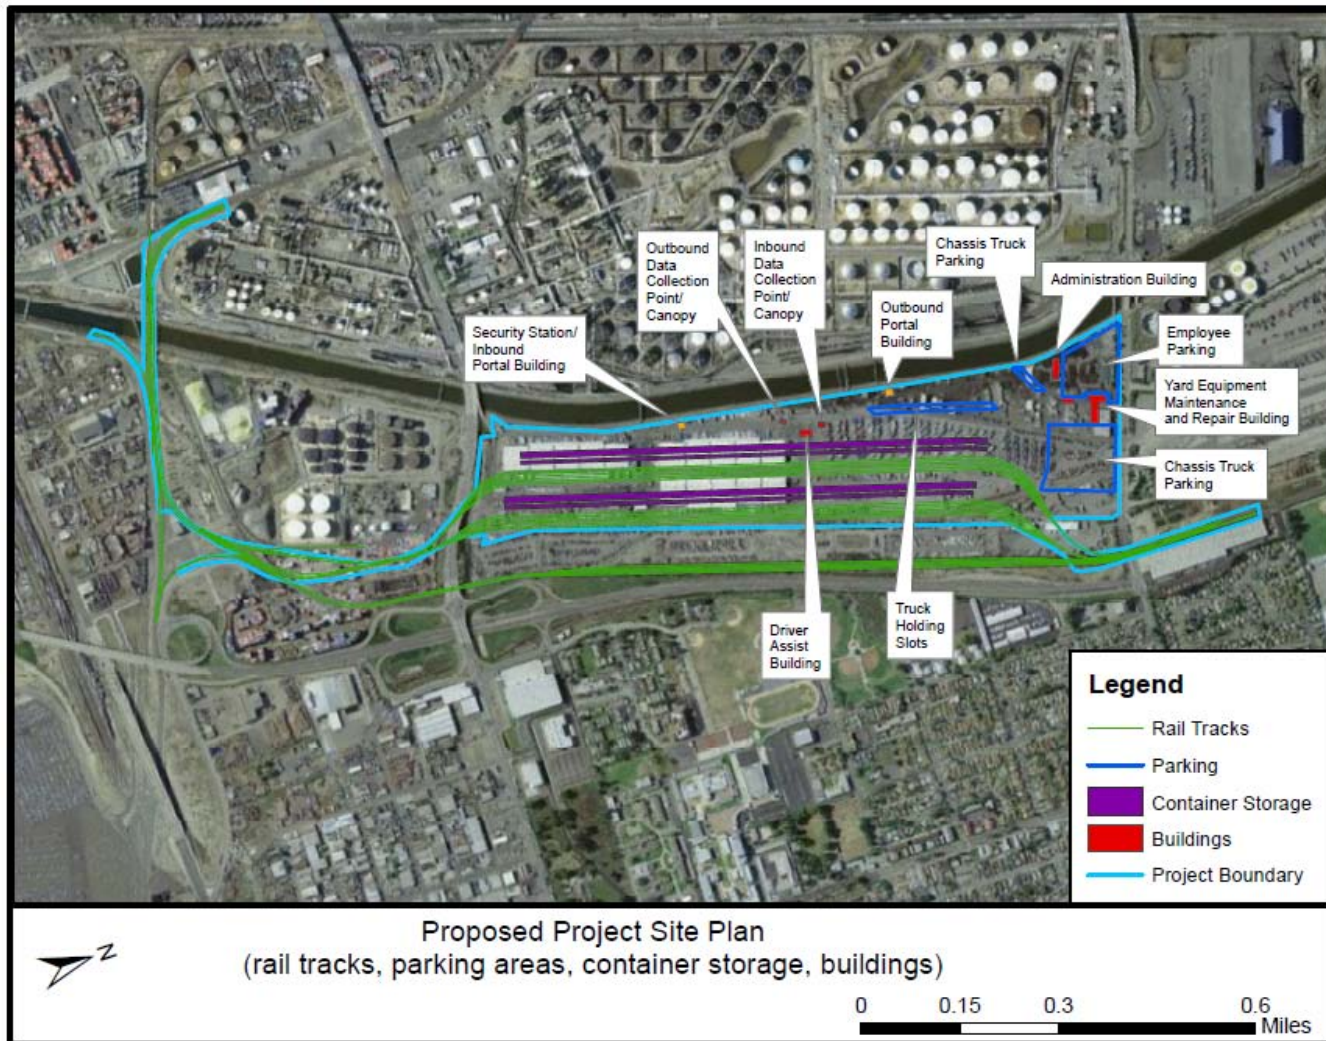 Outbound
Data
Collection
Point/
Canopy
Inbound
Data
Collection
Point/
Canopy
Chassis Truck
Parking
Administration Building
Security Station/
Inbound
Portal Building
Outbound
Portal
Building
Employee
Parking
Yard Equipment
Maintenance
and Repair Building
Chassis Truck
Parking
Driver
Assist
Building
Truck
Holding
Slots
Legend
Rail Tracks
Parking
Container Storage
Buildings
Project Boundary
Z
Proposed Project Site Plan
(rail tracks, parking areas, container storage, buildings)
0 0.15 0.3 0.6
Miles